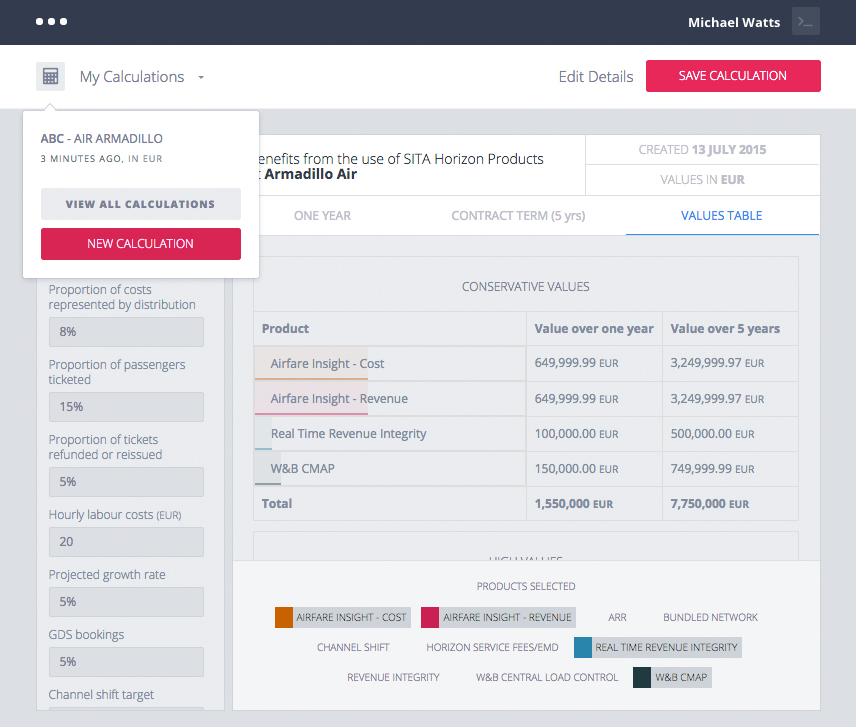 Michael Watts
My Calculations
Edit Details
SAVE CALCULATION
ABC - AIR ARMADILLO
3 MINUTES AGO, IN EUR
VIEW ALL CALCULATIONS
NEW CALCULATION
enefits from the use of SITA Horizon Products
: Armadillo Air
CREATED 13 JULY 2015
VALUES IN EUR
ONE YEAR
CONTRACT TERM (5 yrs)
VALUES TABLE
Proportion of costs
represented by distribution
8%
Proportion of passengers
ticketed
15%
Proportion of tickets
refunded or reissued
5%
Hourly labour costs (EUR)
20
Projected growth rate
5%
GDS bookings
5%
Channel shift target
CONSERVATIVE VALUES
Product Value over one year Value over 5 years
Airfare Insight - Cost 649,999.99 EUR 3,249,999.97 EUR
Airfare Insight - Revenue 649,999.99 EUR 3,249,999.97 EUR
Real Time Revenue Integrity 100,000.00 EUR 500,000.00 EUR
W&B CMAP 150,000.00 EUR 749,999.99 EUR
Total 1,550,000 EUR 7,750,000 EUR
HIGH VALUES
PRODUCTS SELECTED
AIRFARE INSIGHT - COST AIRFARE INSIGHT - REVENUE ARR BUNDLED NETWORK
CHANNEL SHIFT HORIZON SERVICE FEES/EMD REAL TIME REVENUE INTEGRITY
REVENUE INTEGRITY W&B CENTRAL LOAD CONTROL W&B CMAP